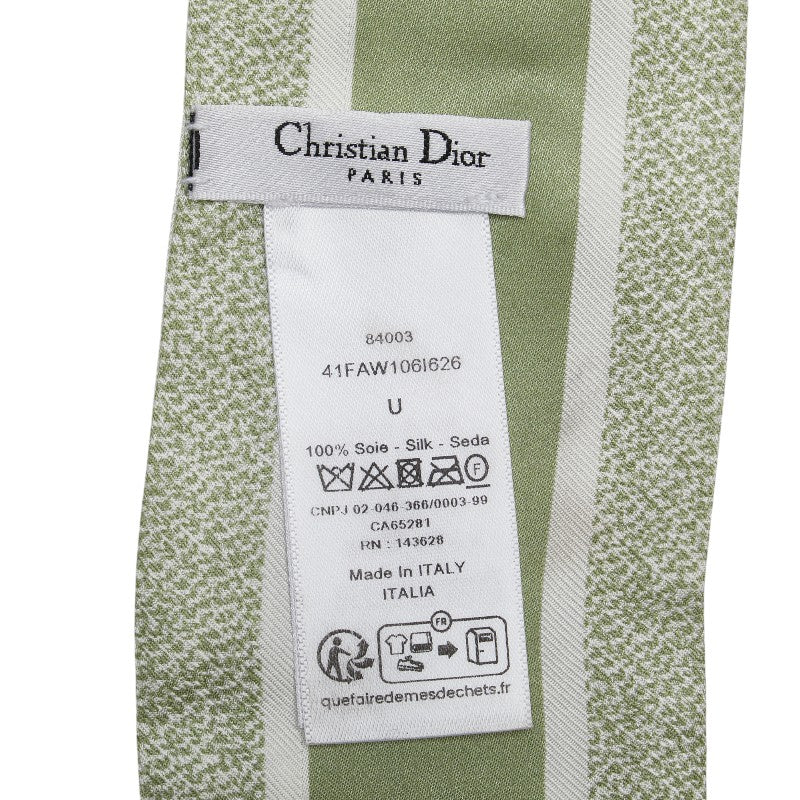 Christian Dior
PARIS
84003
41FAW106I626
U
100% Soie - Silk - Seda
F
CNPJ 02-046-366/0003-99
CA65281
RN : 143628
Made In ITALY
ITALIA
FR
quefairedemesdechets.fr